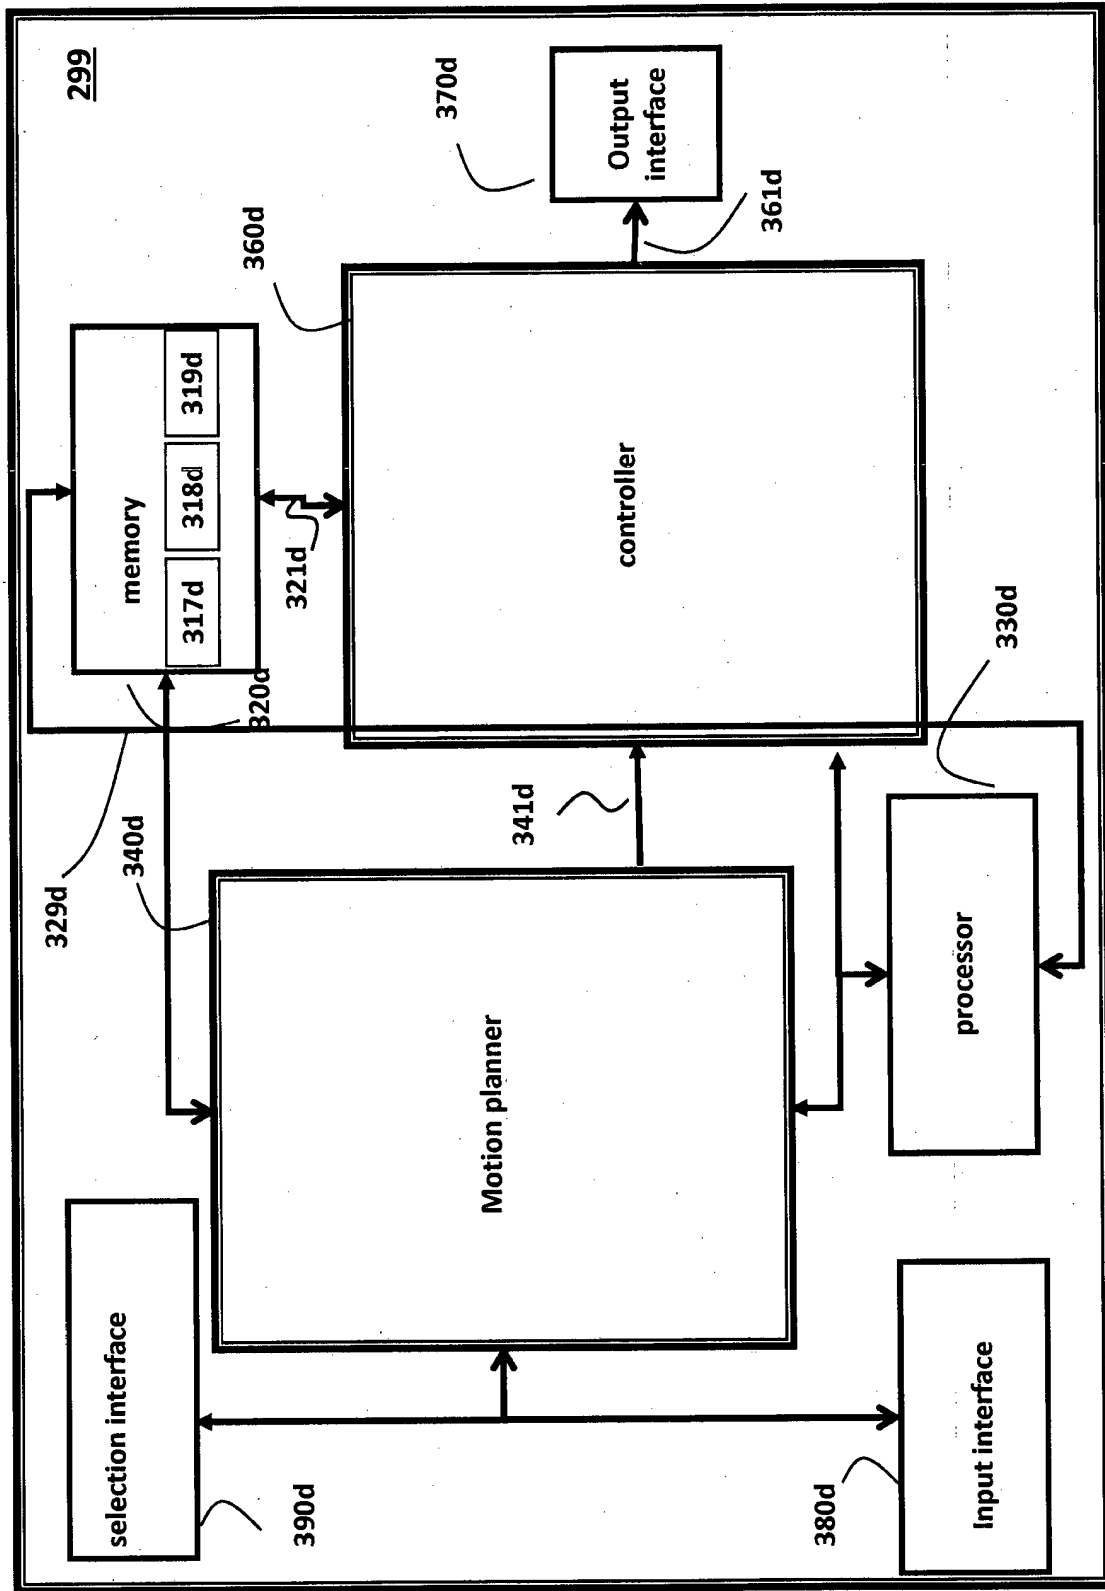 299
selection interface
390d
memory
317d
318d
319d
320d
329d
340d
321d
360d
370d
Output
interface
361d
Motion planner
341d
controller
330d
processor
380d
Input interface